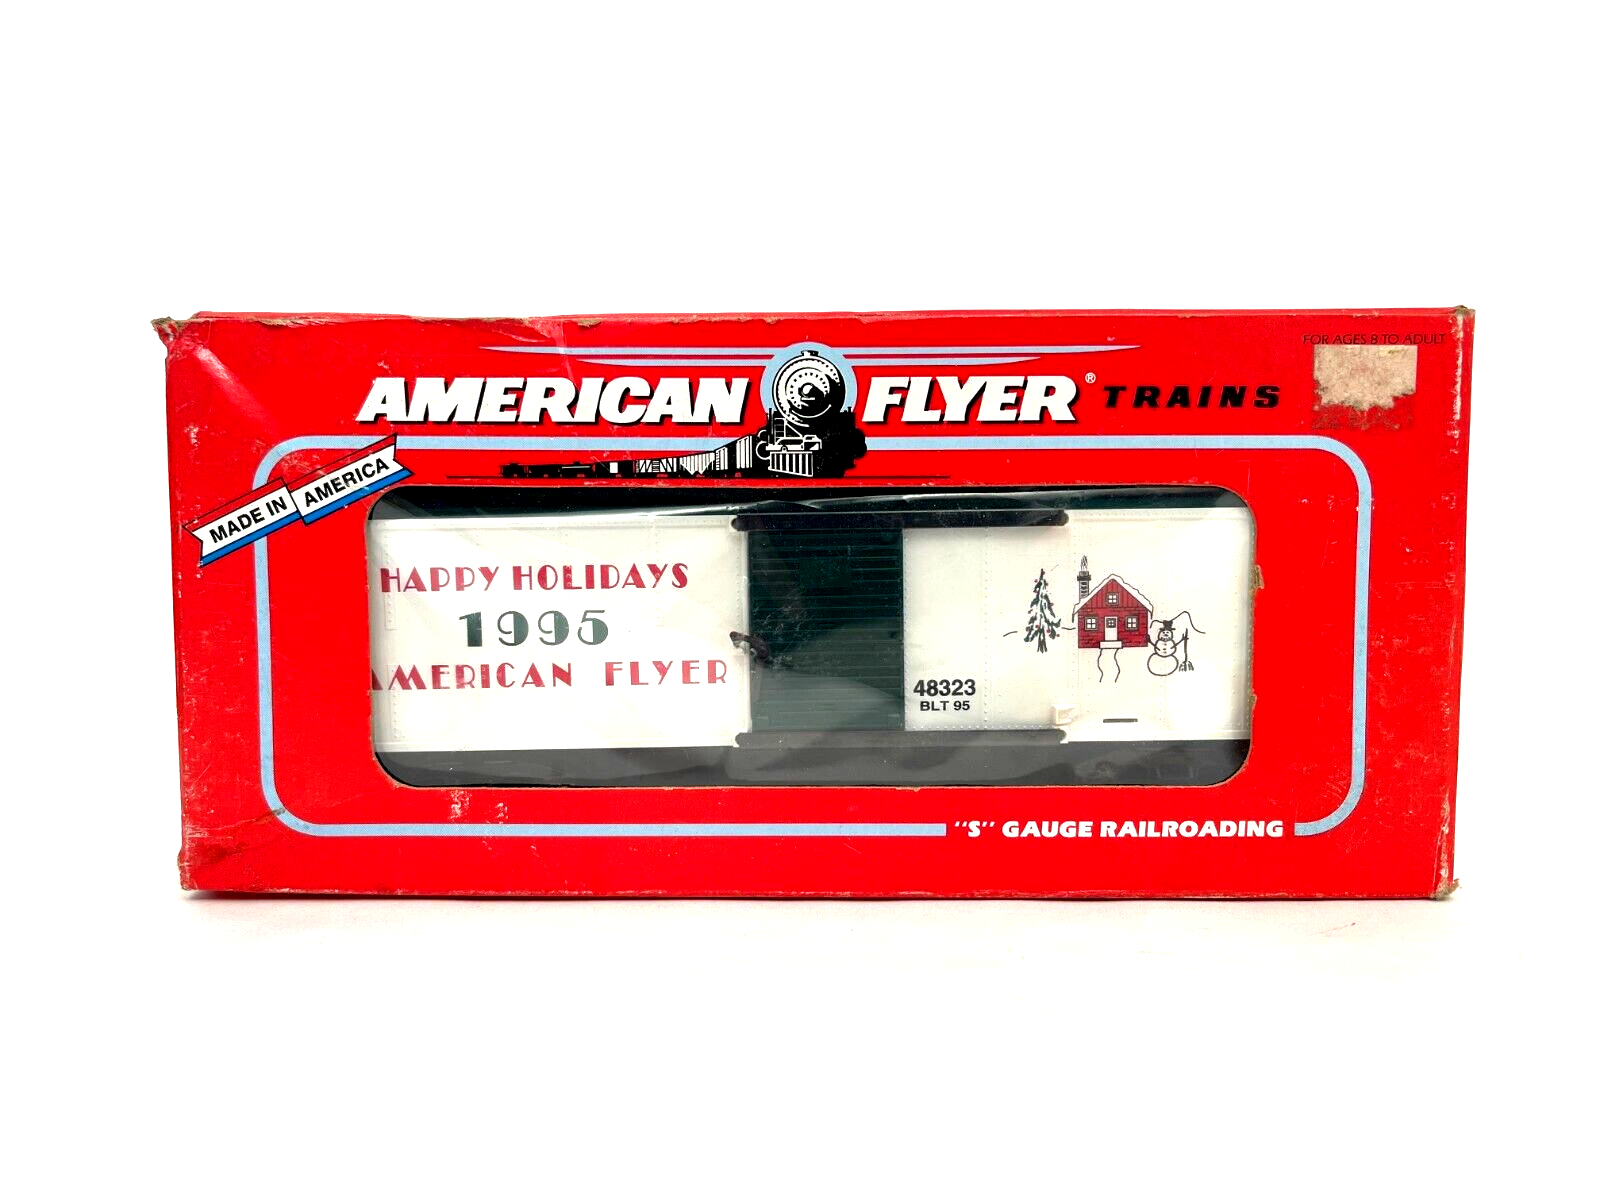 FOR AGES 8 TO ADULT
AMERICAN FLYER® TRAINS
MADE IN AMERICA
HAPPY HOLIDAYS
1995
AMERICAN FLYER
48323
BLT 95
"S" GAUGE RAILROADING